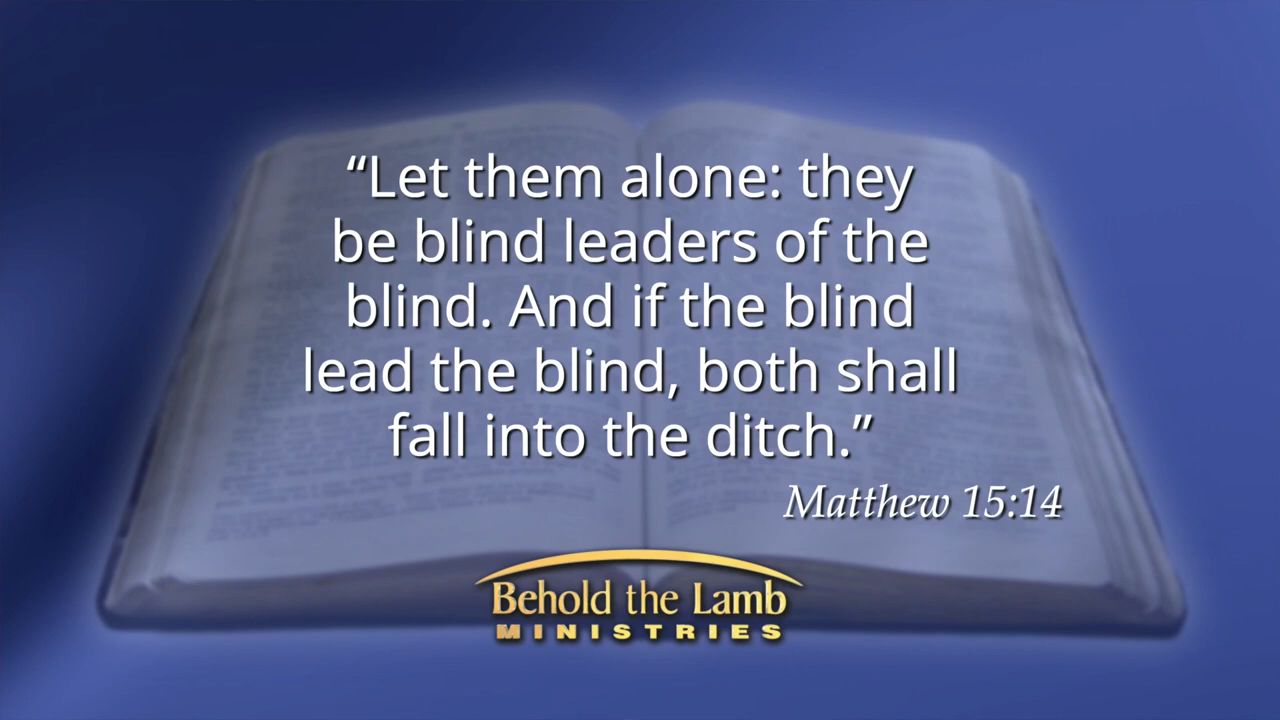 “Let them alone: they
be blind leaders of the
blind. And if the blind
lead the blind, both shall
fall into the ditch.”
Matthew 15:14
Behold the Lamb
MINISTRIES